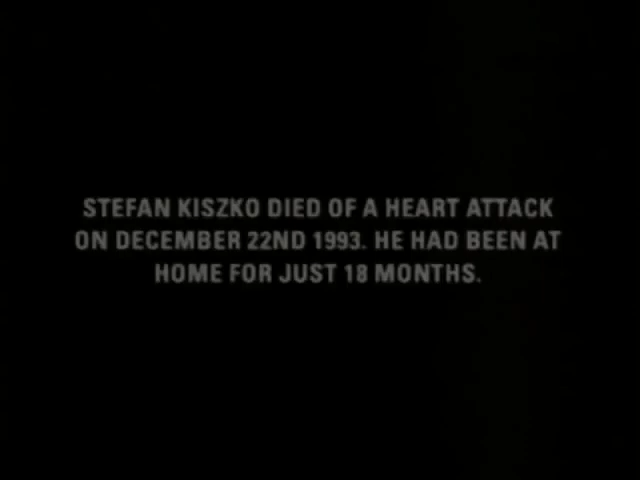 STEFAN KISZKO DIED OF A HEART ATTACK
ON DECEMBER 22ND 1993. HE HAD BEEN AT
HOME FOR JUST 18 MONTHS.